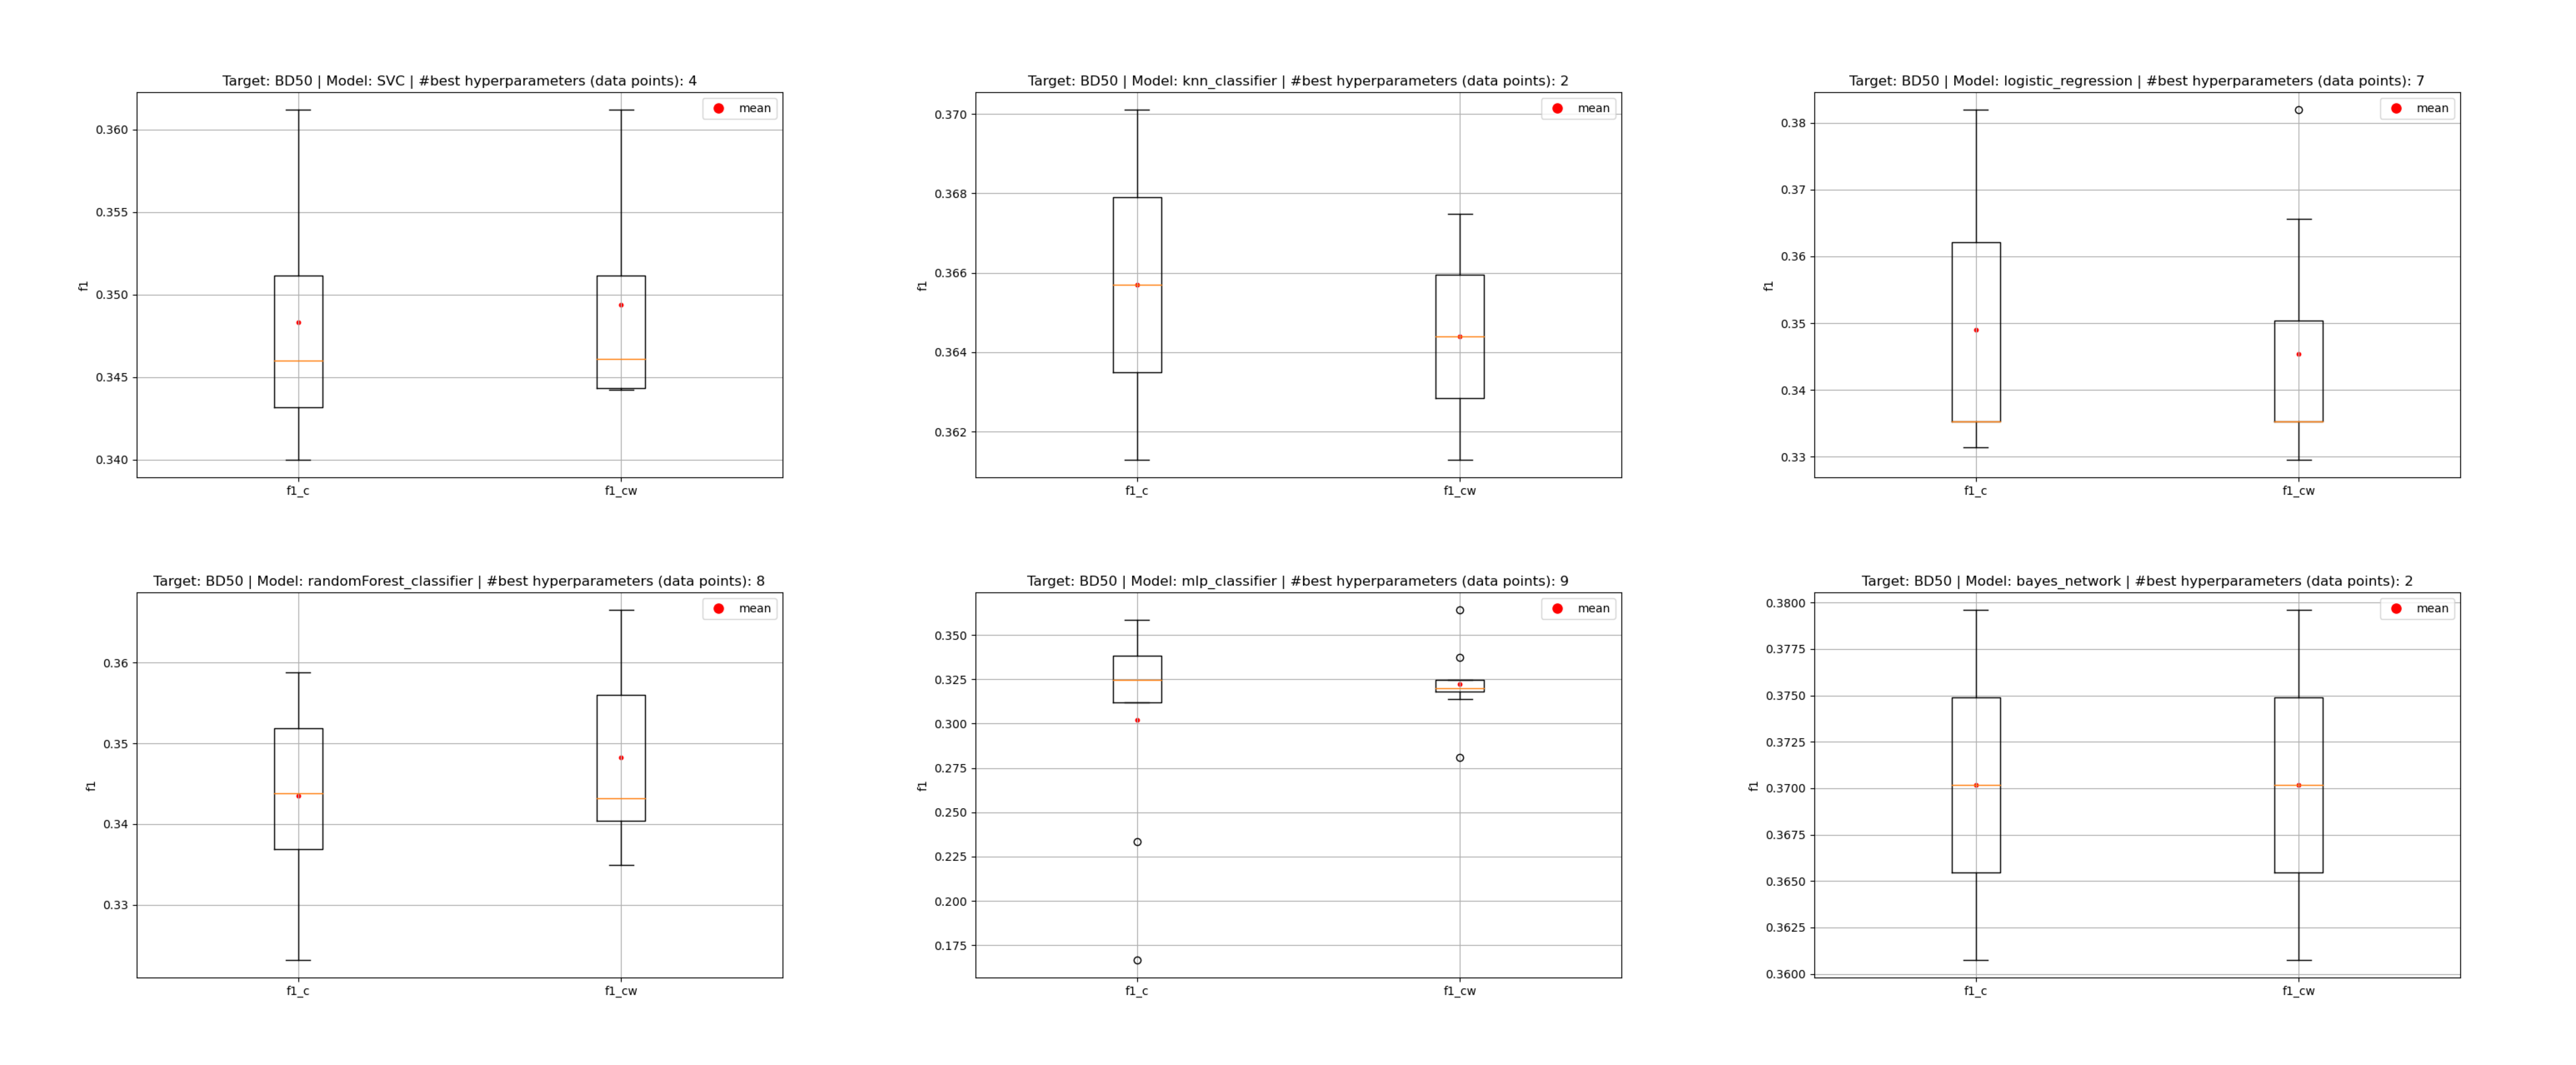 Target: BD50 | Model: SVC | #best hyperparameters (data points): 4
mean
0.360
0.355
0.350
0.345
0.340
f1
f1_c
f1_cw
Target: BD50 | Model: knn_classifier | #best hyperparameters (data points): 2
mean
0.370
0.368
0.366
0.364
0.362
f1
f1_c
f1_cw
Target: BD50 | Model: logistic_regression | #best hyperparameters (data points): 7
mean
0.38
0.37
0.36
0.35
0.34
0.33
f1
f1_c
f1_cw
Target: BD50 | Model: randomForest_classifier | #best hyperparameters (data points): 8
mean
0.36
0.35
0.34
0.33
f1
f1_c
f1_cw
Target: BD50 | Model: mlp_classifier | #best hyperparameters (data points): 9
mean
0.350
0.325
0.300
0.275
0.250
0.225
0.200
0.175
f1
f1_c
f1_cw
Target: BD50 | Model: bayes_network | #best hyperparameters (data points): 2
mean
0.3800
0.3775
0.3750
0.3725
0.3700
0.3675
0.3650
0.3625
0.3600
f1
f1_c
f1_cw